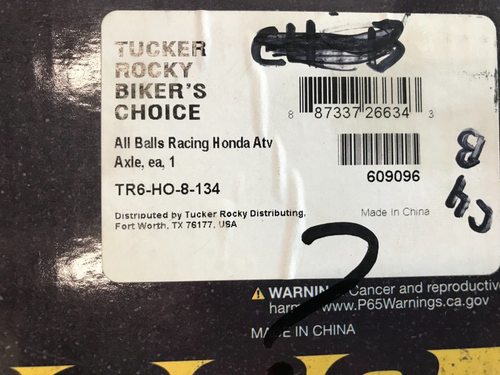 TUCKER
ROCKY
BIKER'S
CHOICE
8 87337 26634 3
All Balls Racing Honda Atv
Axle, ea, 1
TR6-HO-8-134
609096
Distributed by Tucker Rocky Distributing,
Fort Worth, TX 76177, USA
Made in China
B
Cancer and reproductiv
www.P65Warnings.ca.gov
MADE IN CHINA